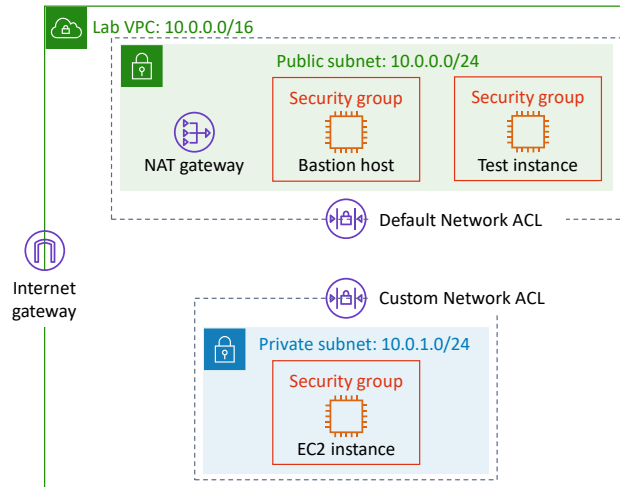 Lab VPC: 10.0.0.0/16
Public subnet: 10.0.0.0/24
Security group
Security group
NAT gateway
Bastion host
Test instance
Default Network ACL
Internet
gateway
Custom Network ACL
Private subnet: 10.0.1.0/24
Security group
EC2 instance